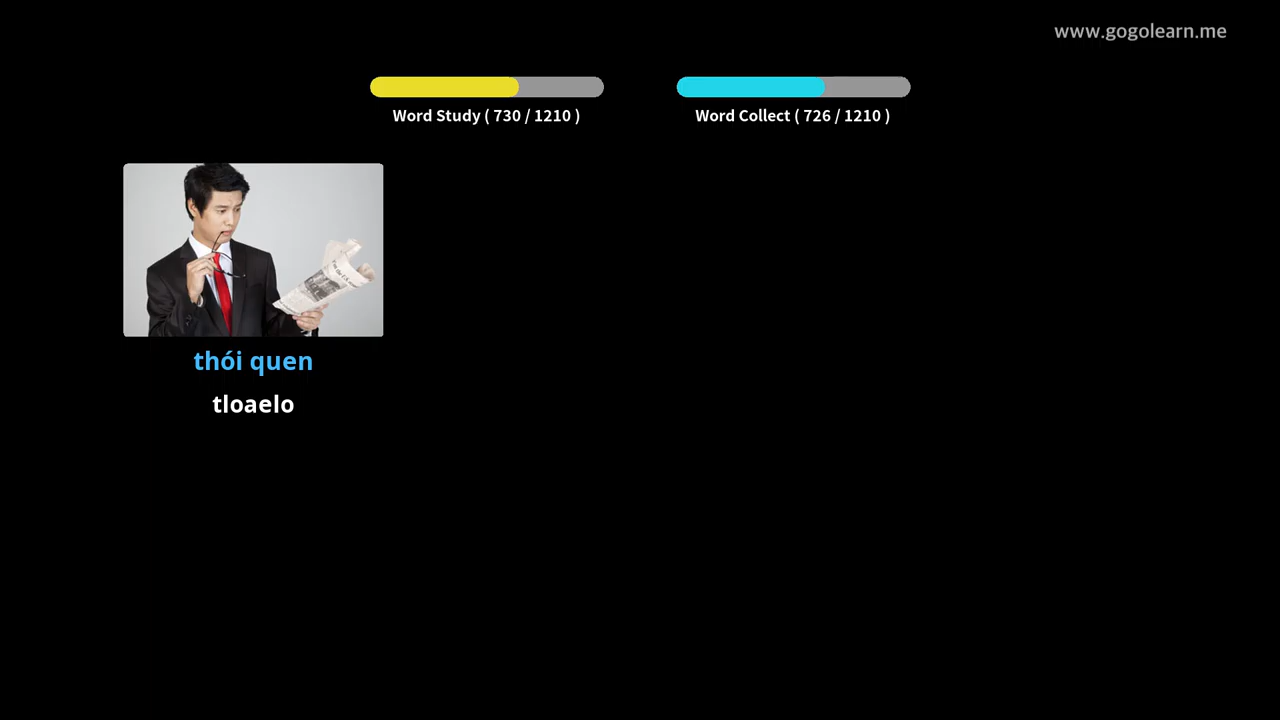 www.gogolearn.me
Word Study ( 730 / 1210 )
Word Collect ( 726 / 1210 )
thói quen
tloaelo